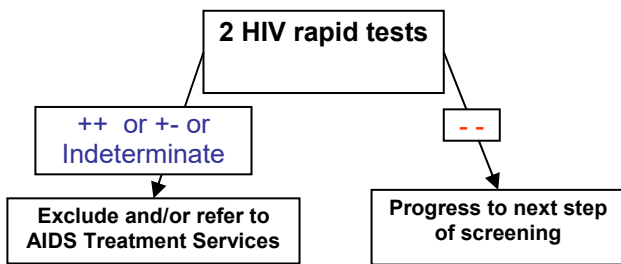 2 HIV rapid tests
++ or +- or
Indeterminate
- -
Exclude and/or refer to
AIDS Treatment Services
Progress to next step
of screening